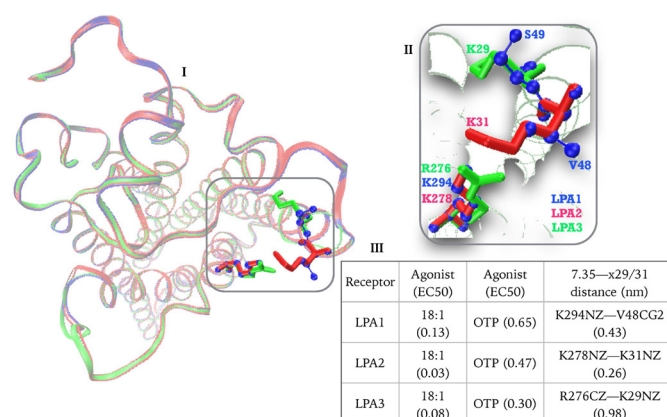 I
II
S49
K29
K31
V48
R276
K294
K278
LPA1
LPA2
LPA3
III
Receptor Agonist (EC50) Agonist (EC50) 7.35—x29/31 distance (nm)
LPA1 18:1 (0.13) OTP (0.65) K294NZ—V48CG2 (0.43)
LPA2 18:1 (0.03) OTP (0.47) K278NZ—K31NZ (0.26)
LPA3 18:1 (0.08) OTP (0.30) R276CZ—K29NZ (0.98)